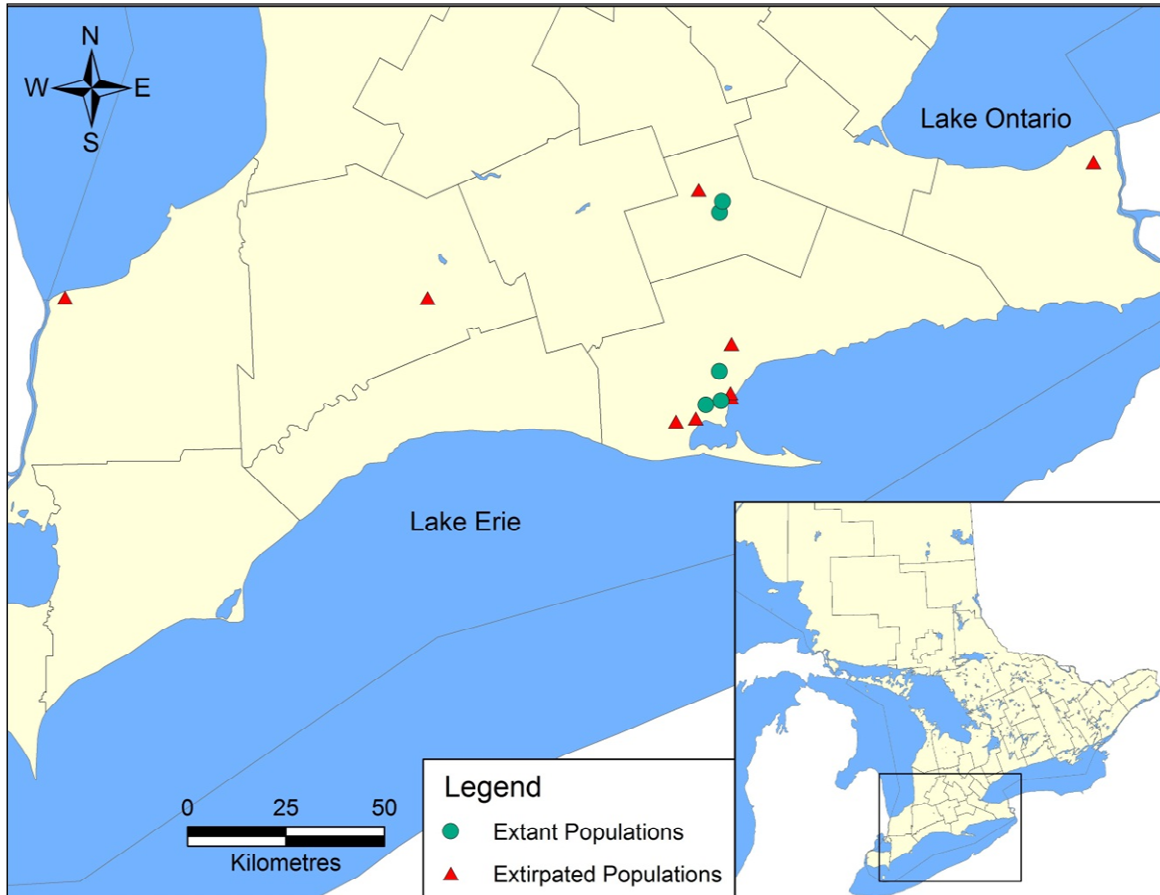 N
W E
S
Lake Ontario
Lake Erie
0 25 50
Kilometres
Legend
Extant Populations
Extirpated Populations